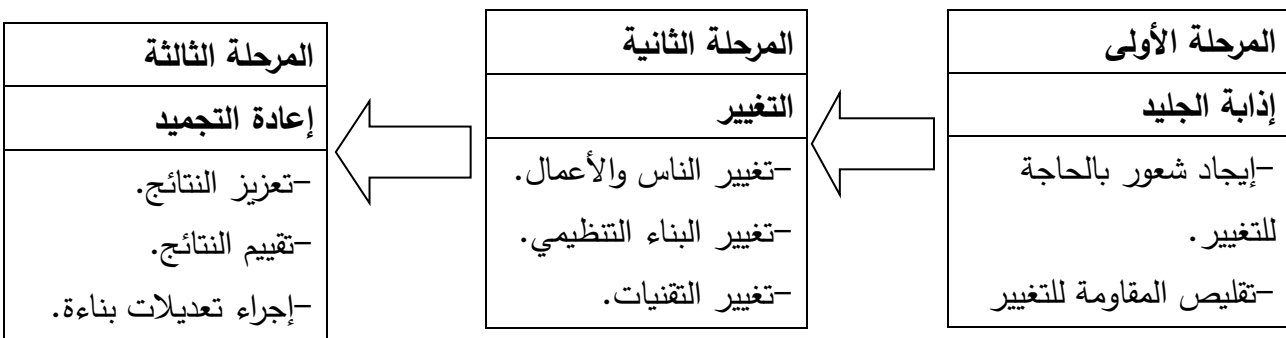 المرحلة الأولى
إذابة الجليد
-إيجاد شعور بالحاجة
للتغيير.
-تقليص المقاومة للتغيير
المرحلة الثانية
التغيير
-تغيير الناس والأعمال.
-تغيير البناء التنظيمي.
-تغيير التقنيات.
المرحلة الثالثة
إعادة التجميد
-تعزيز النتائج.
-تقييم النتائج.
-إجراء تعديلات بناءة.